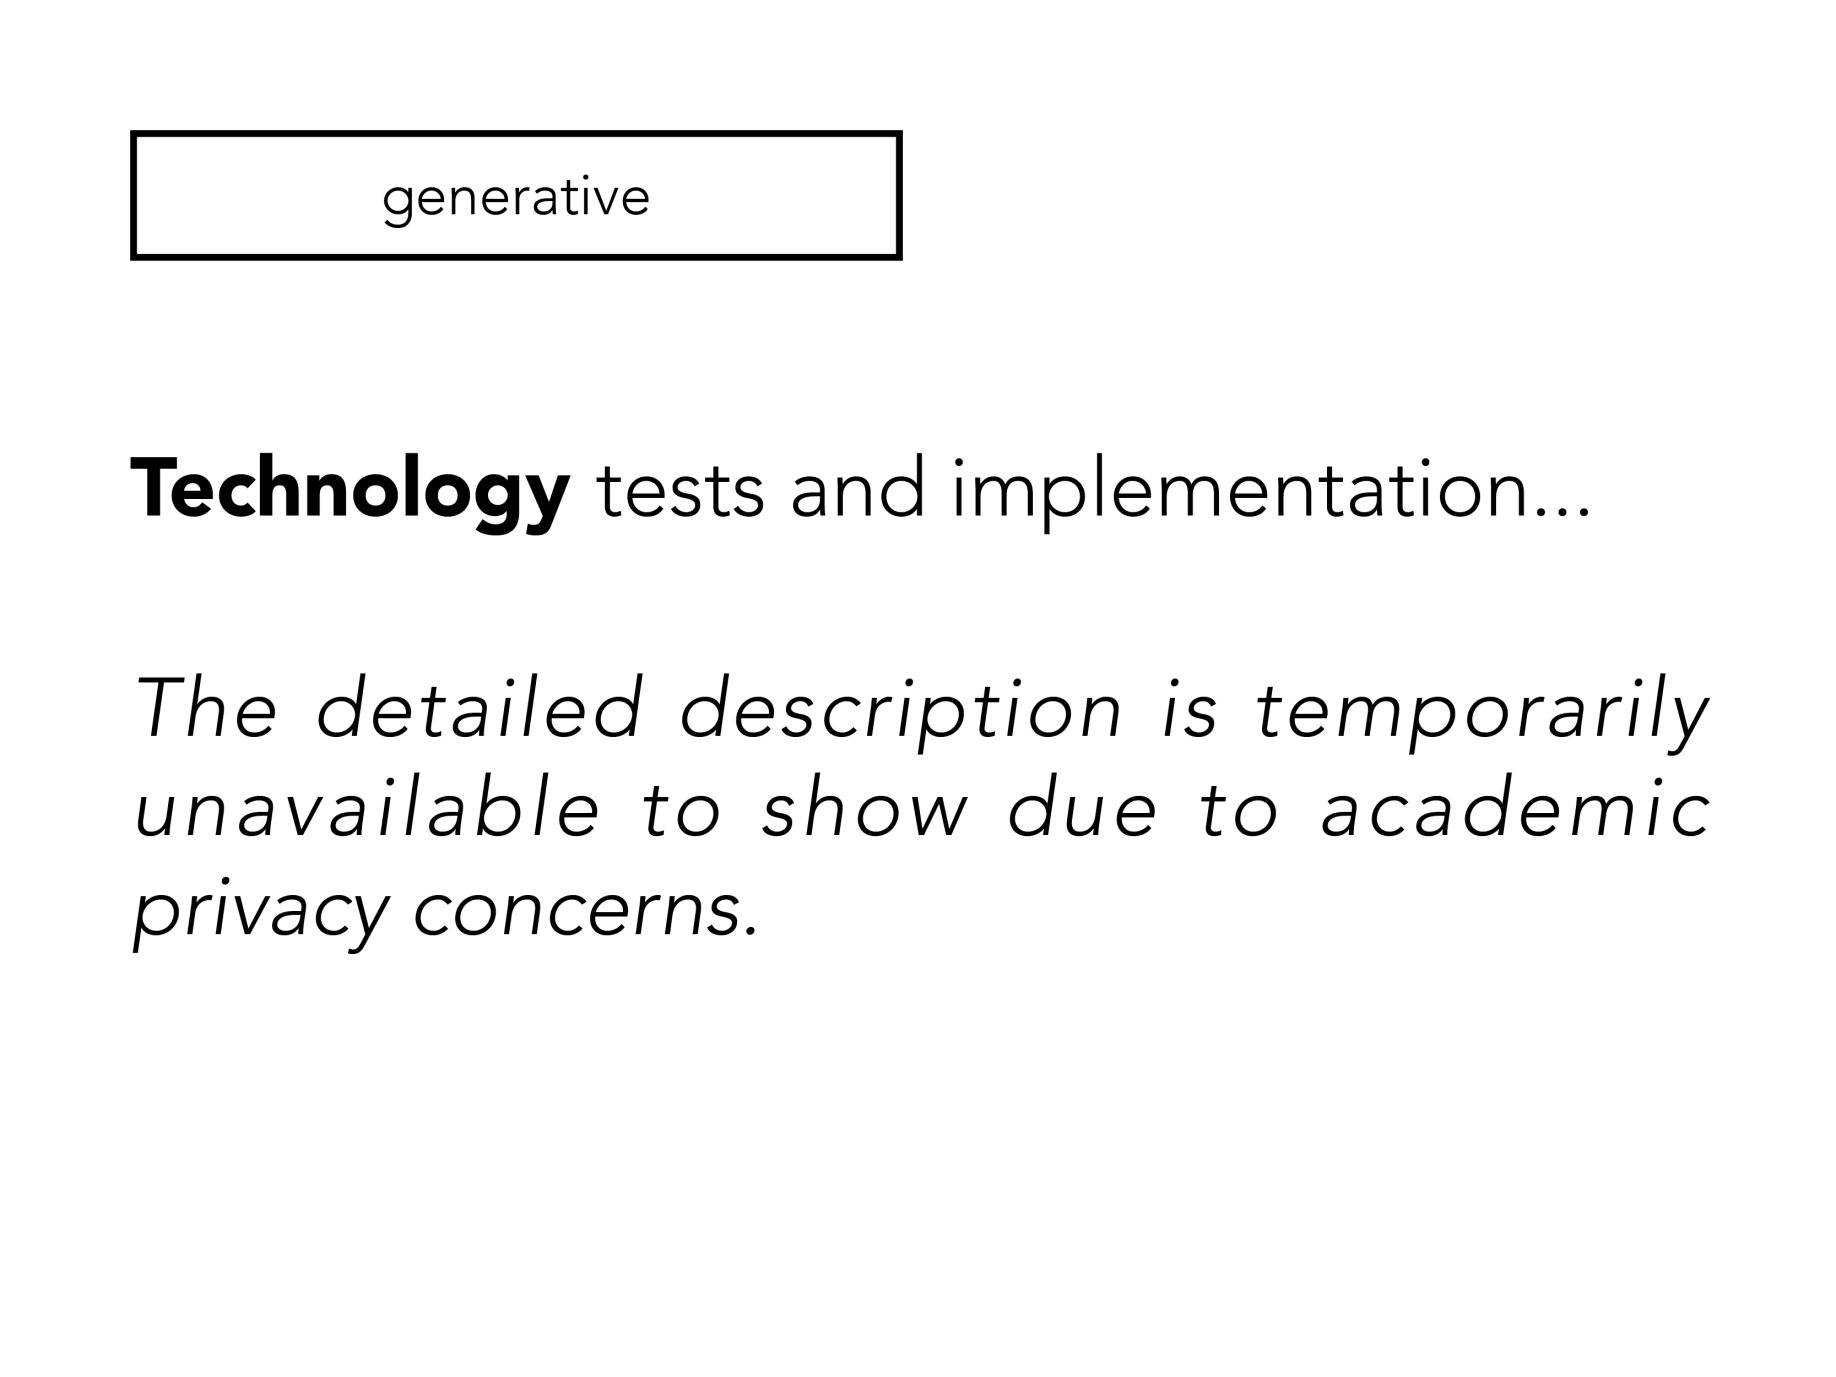 generative
Technology tests and implementation...
The detailed description is temporarily
unavailable to show due to academic
privacy concerns.